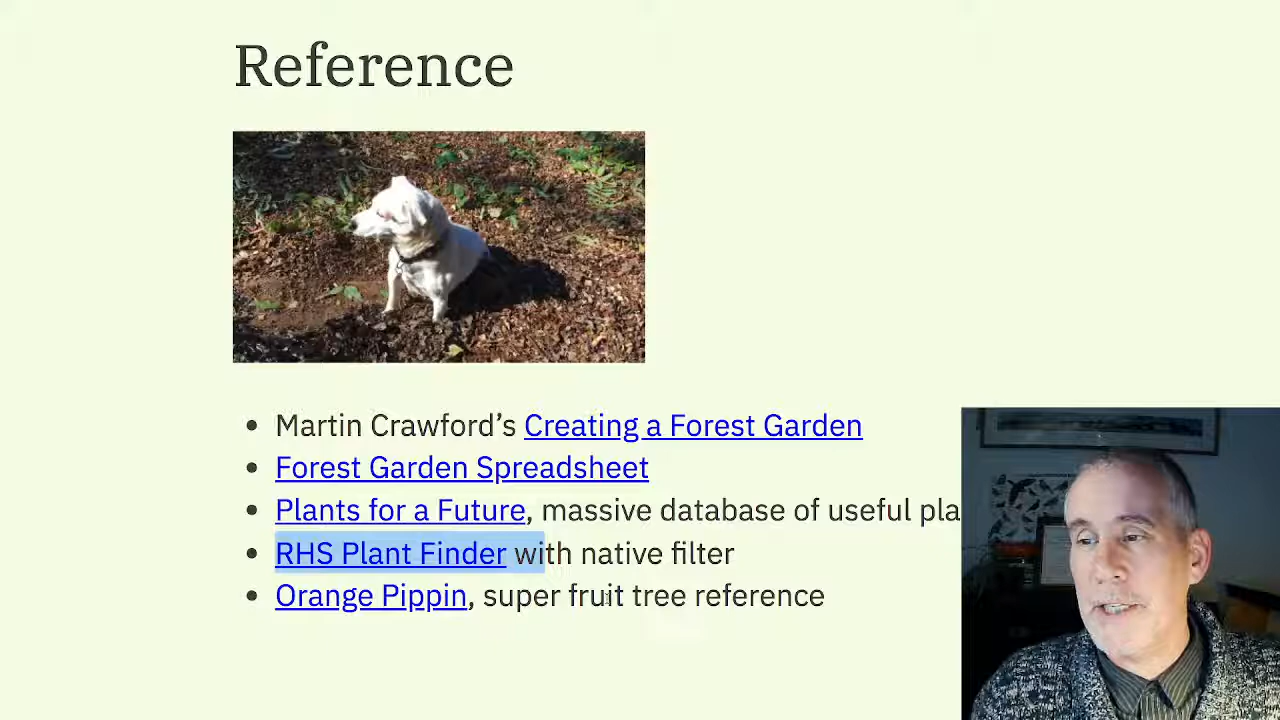 Reference
Martin Crawford’s Creating a Forest Garden
Forest Garden Spreadsheet
Plants for a Future, massive database of useful pla
RHS Plant Finder with native filter
Orange Pippin, super fruit tree reference